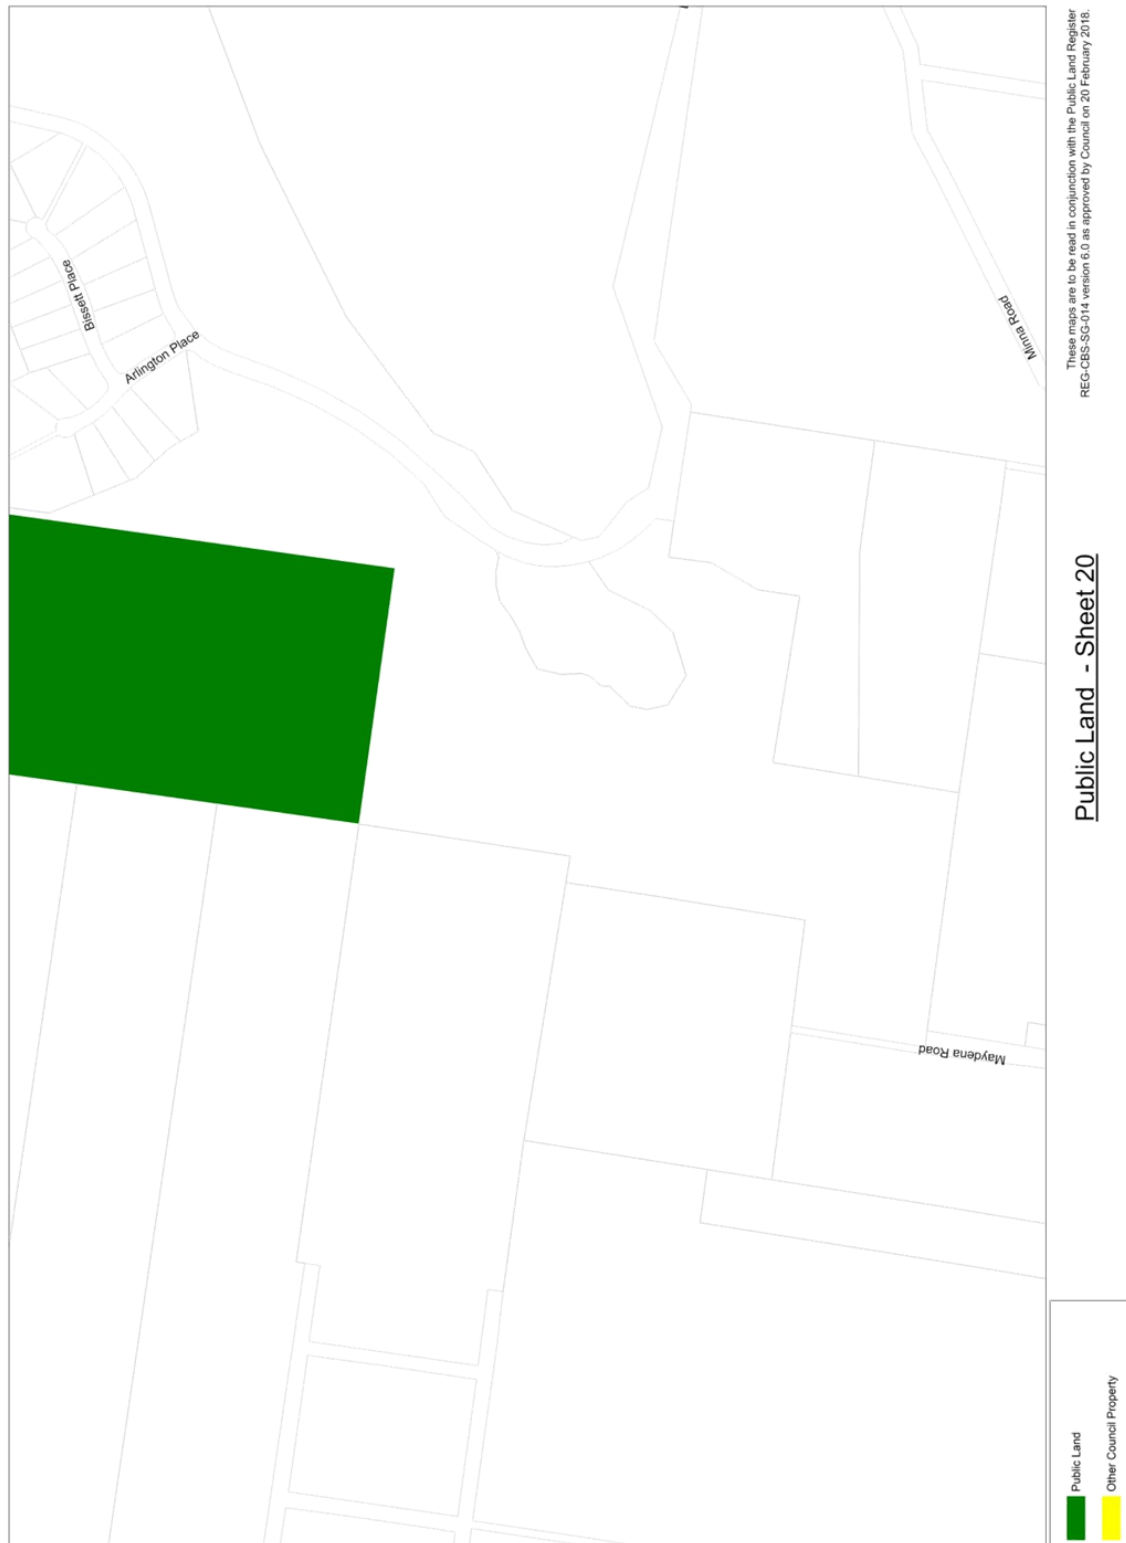 Bissett Place
Arlington Place
Minna Road
Maydena Road
Public Land
Other Council Property
Public Land - Sheet 20
These maps are to be read in conjunction with the Public Land Register
REG-CBS-SG-014 version 6.0 as approved by Council on 20 February 2018.